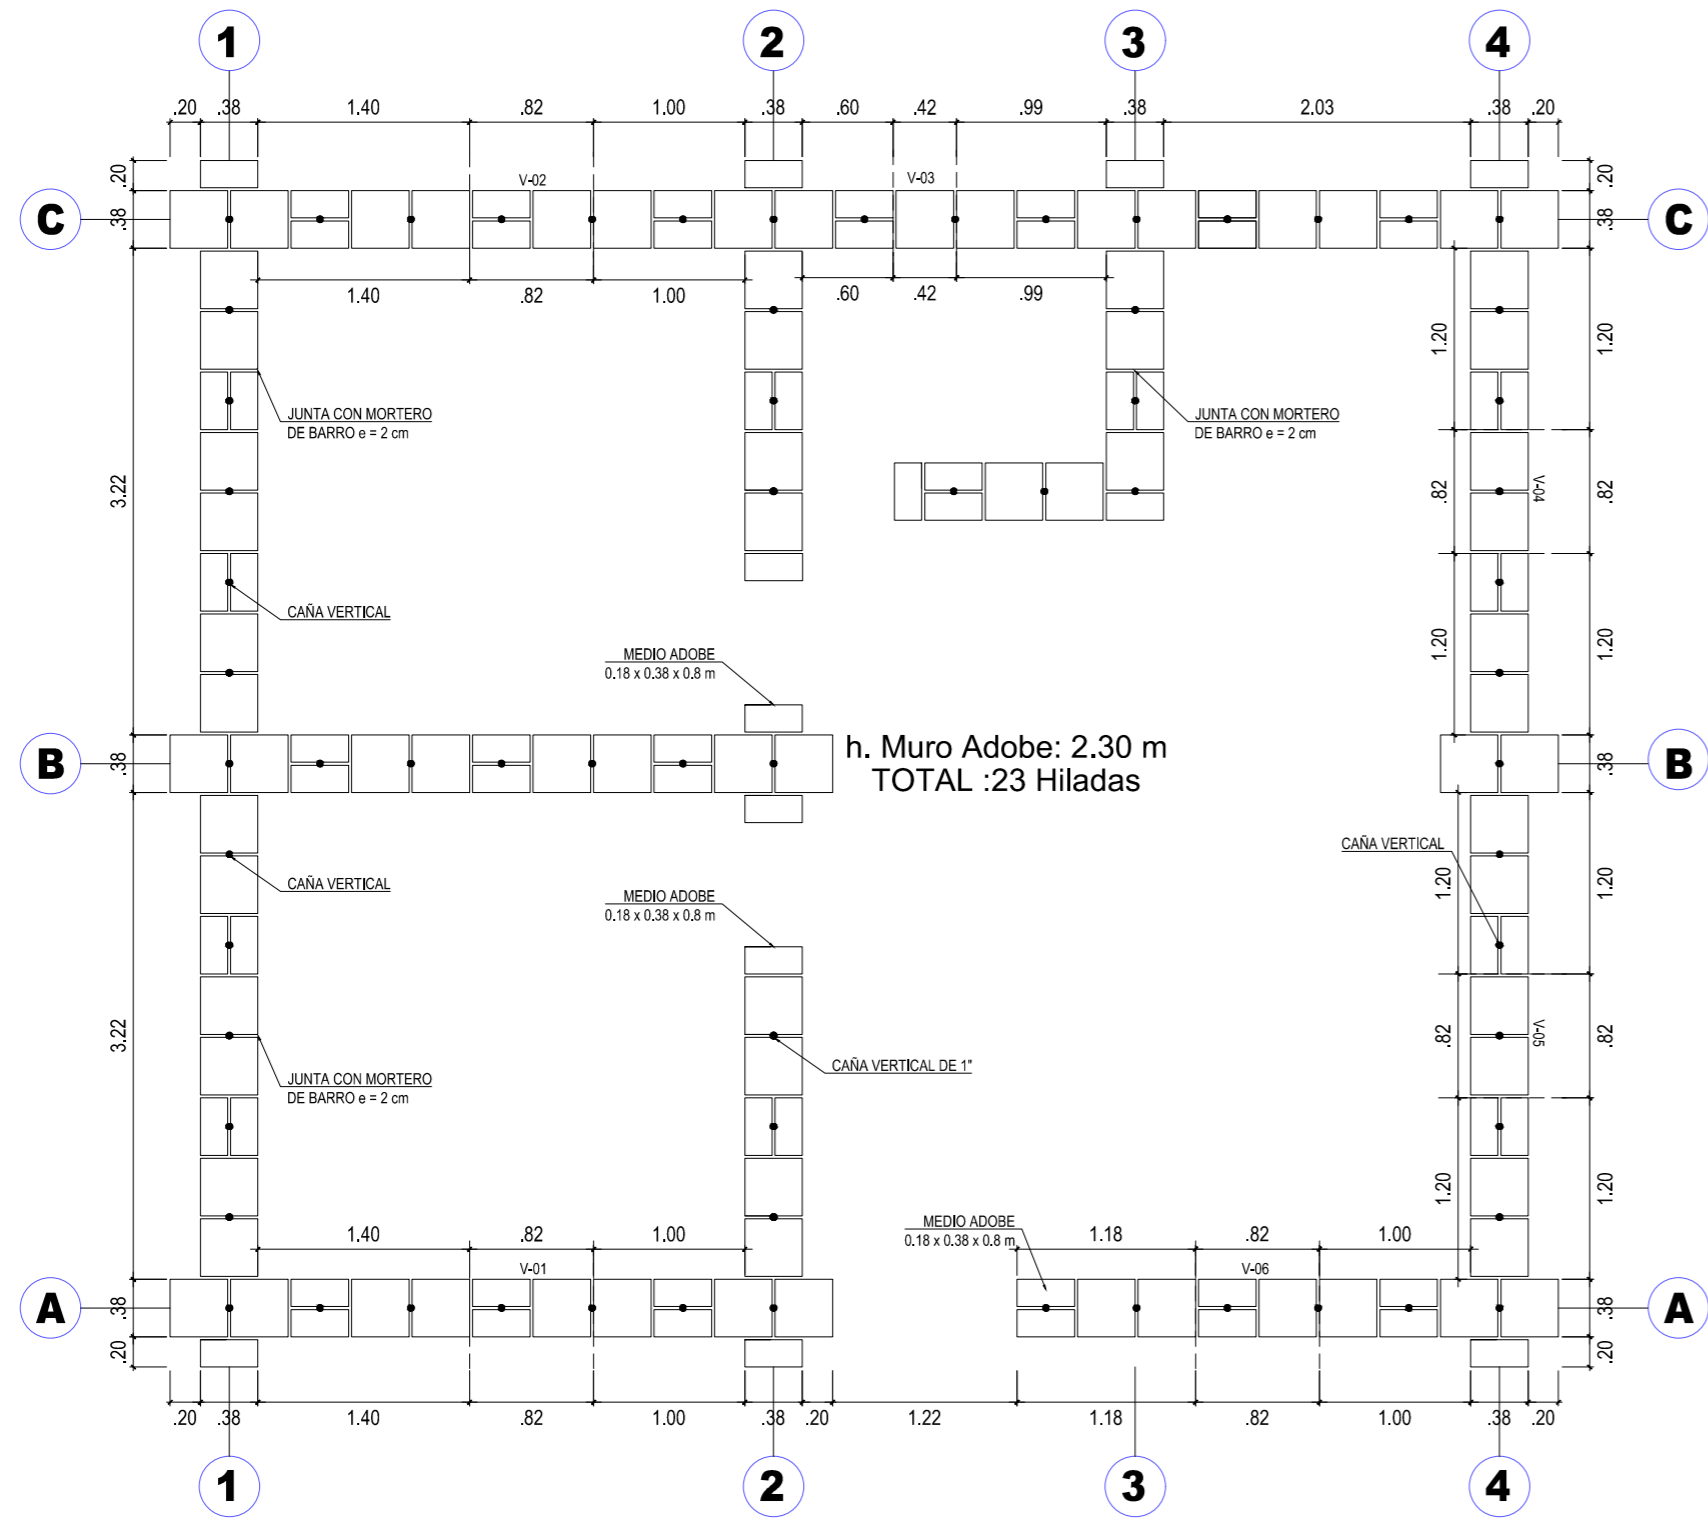 1 2 3 4
.20 .38 1.40 .82 1.00 .38 .60 .42 .99 .38 2.03 .38 .20
.20 .20
V-02 V-03
C .38 .38 C
1.40 .82 1.00 .60 .42 .99
1.20 1.20
JUNTA CON MORTERO
DE BARRO e = 2 cm
JUNTA CON MORTERO
DE BARRO e = 2 cm
3.22 .82 V-04 .82
CAÑA VERTICAL
1.20 1.20
MEDIO ADOBE
0.18 x 0.38 x 0.8 m
h. Muro Adobe: 2.30 m
TOTAL :23 Hiladas
B .38 .38 B
CAÑA VERTICAL
CAÑA VERTICAL
1.20 1.20
MEDIO ADOBE
0.18 x 0.38 x 0.8 m
3.22 .82 V-05 .82
CAÑA VERTICAL DE 1"
JUNTA CON MORTERO
DE BARRO e = 2 cm
1.20 1.20
MEDIO ADOBE
0.18 x 0.38 x 0.8 m
1.40 .82 1.00 1.18 .82 1.00
V-01 V-06
A .38 .38 A
.20 .20
.20 .38 1.40 .82 1.00 .38 .20 1.22 1.18 .82 1.00 .38 .20
1 2 3 4